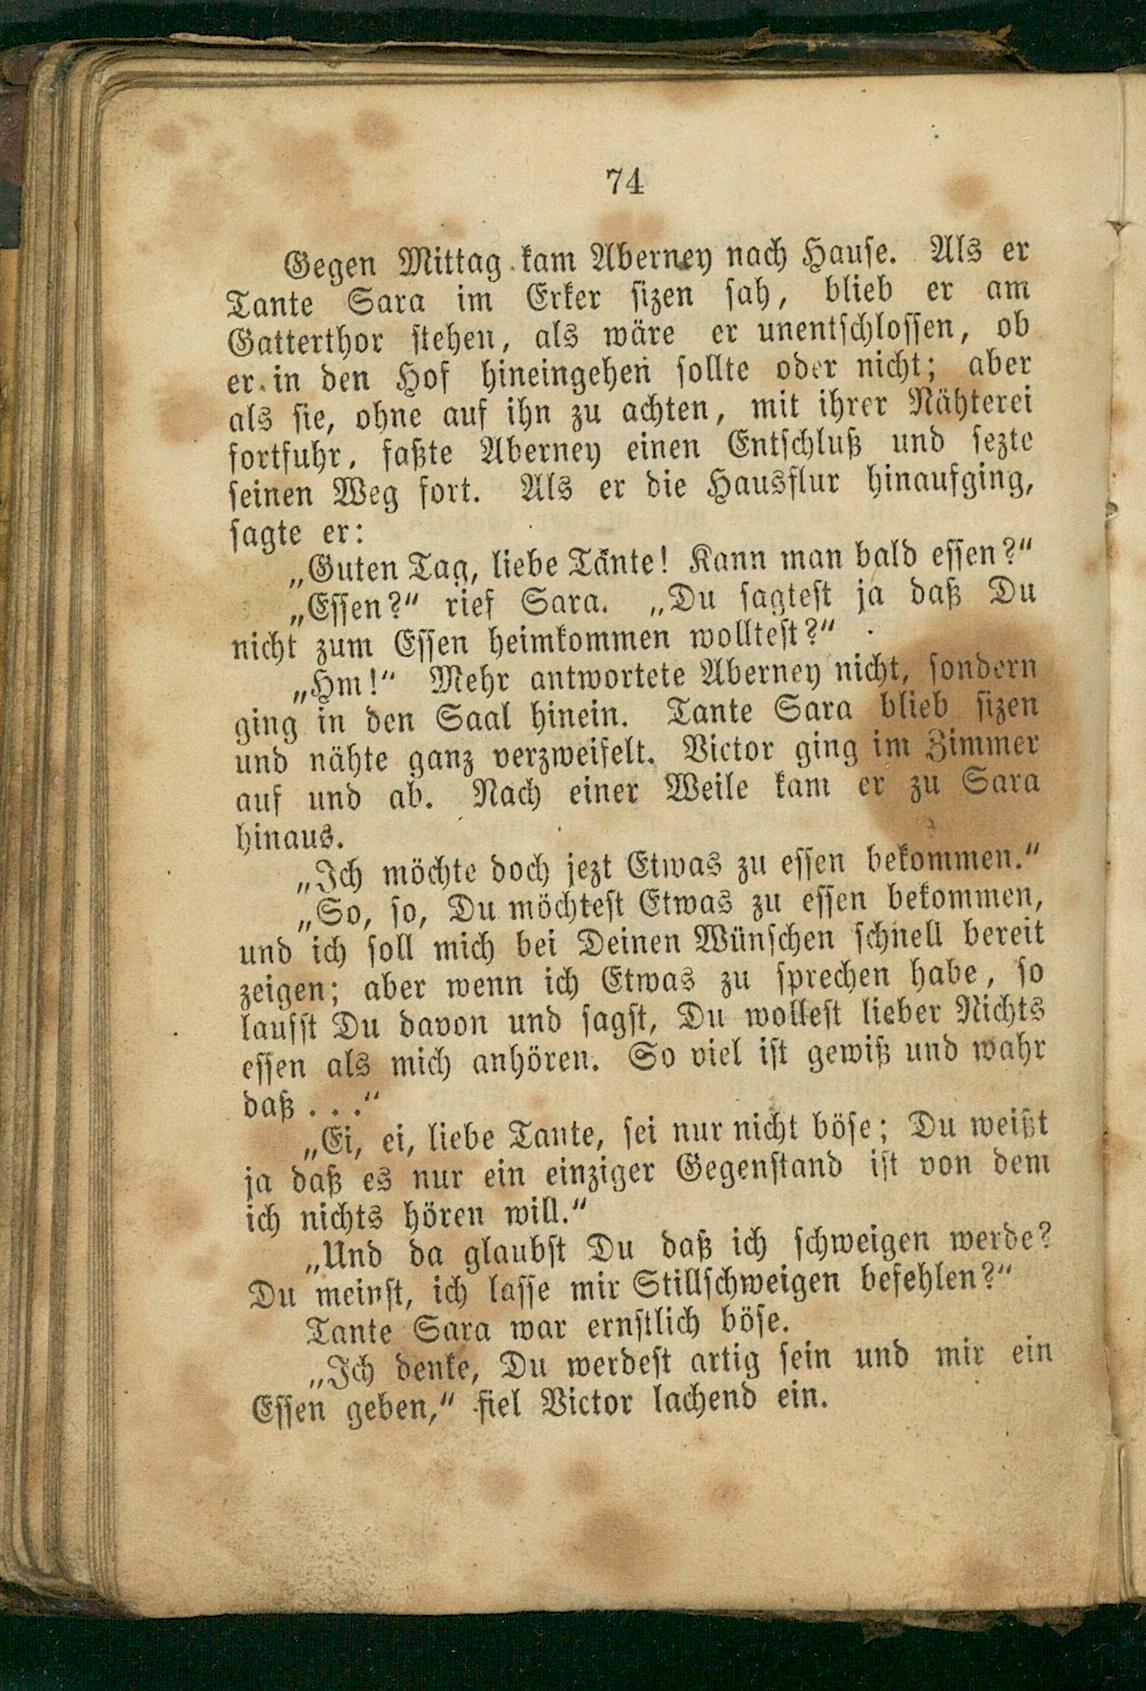 74
Gegen Mittag kam Aberney nach Hause. Als er
Tante Sara im Erker sizen sah, blieb er am
Gatterthor stehen, als wäre er unentschlossen, ob
er in den Hof hineingehen sollte oder nicht; aber
als sie, ohne auf ihn zu achten, mit ihrer Nähterei
fortfuhr, faßte Aberney einen Entschluß und sezte
seinen Weg fort. Als er die Hausflur hinaufging,
sagte er:
„Guten Tag, liebe Tante! Kann man bald essen?“
„Essen?“ rief Sara. „Du sagtest ja daß Du
nicht zum Essen heimkommen wolltest?“
„Hm!“ Mehr antwortete Aberney nicht, sondern
ging in den Saal hinein. Tante Sara blieb sizen
und nähte ganz verzweifelt. Victor ging im Zimmer
auf und ab. Nach einer Weile kam er zu Sara
hinaus.
„Ich möchte doch jezt Etwas zu essen bekommen.“
„So, so, Du möchtest Etwas zu essen bekommen,
und ich soll mich bei Deinen Wünschen schnell bereit
zeigen; aber wenn ich Etwas zu sprechen habe, so
laufst Du davon und sagst, Du wollest lieber Nichts
essen als mich anhören. So viel ist gewiß und wahr
daß . . .“
„Ei, ei, liebe Tante, sei nur nicht böse; Du weißt
ja daß es nur ein einziger Gegenstand ist von dem
ich nichts hören will.“
„Und da glaubst Du daß ich schweigen werde?
Du meinst, ich lasse mir Stillschweigen befehlen?“
Tante Sara war ernstlich böse.
„Ich denke, Du werdest artig sein und mir ein
Essen geben,“ fiel Victor lachend ein.